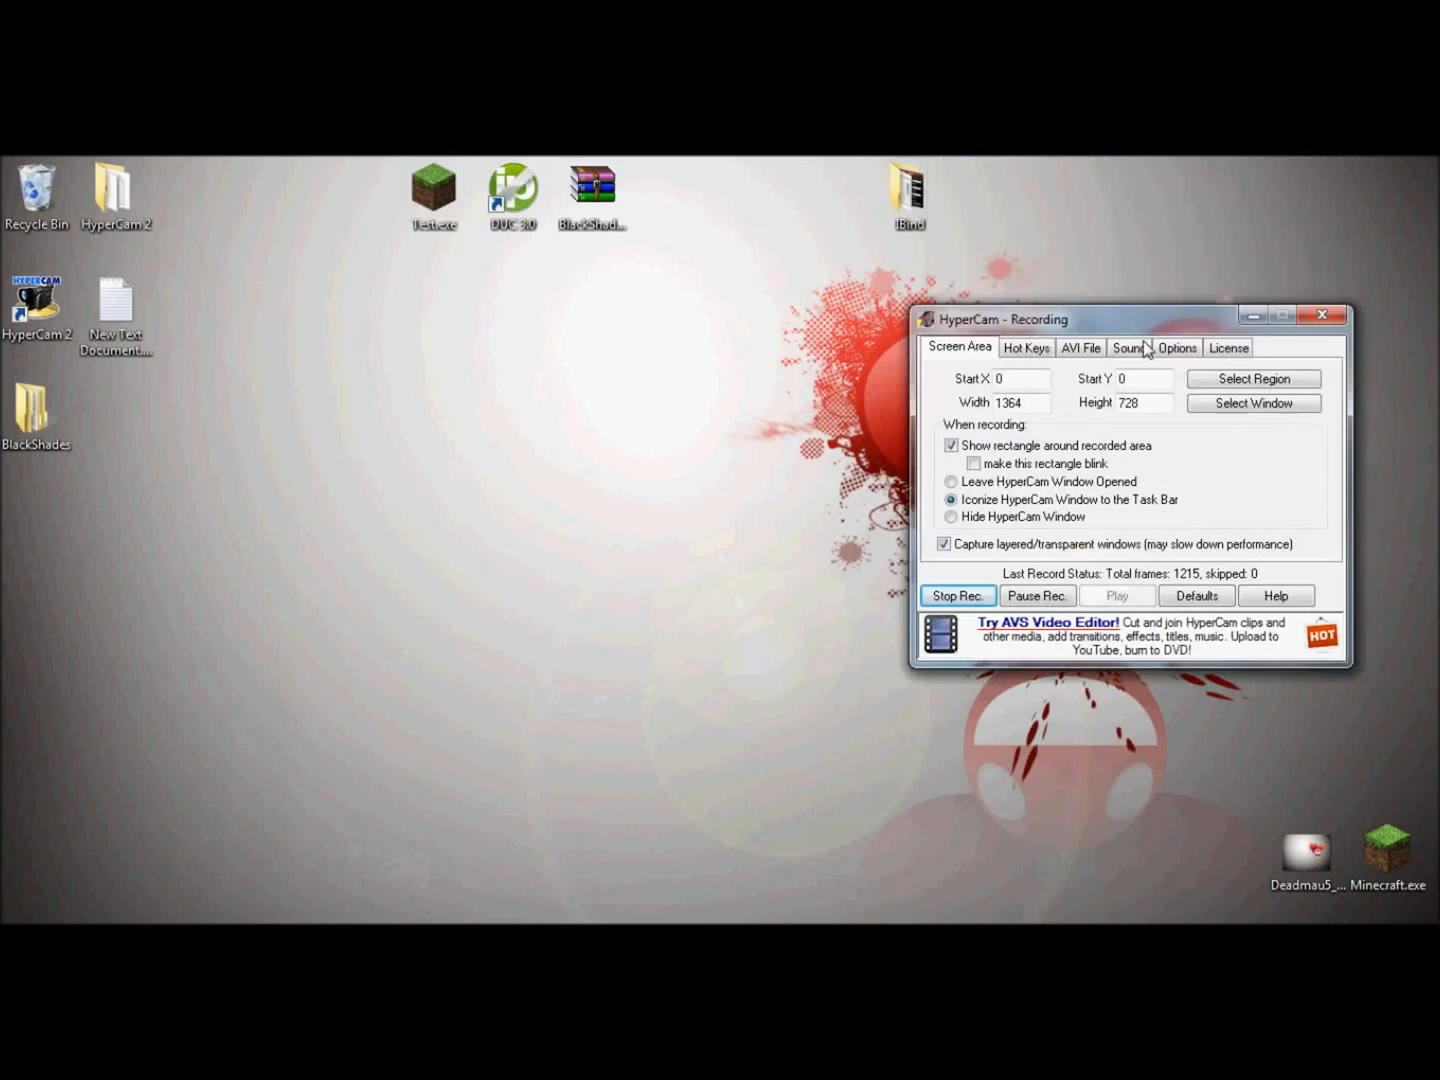 Recycle Bin
HyperCam 2
Test.exe
DUC 3.0
BlackShad...
IBind
HYPERCAM
HyperCam 2
New Text
Document....
BlackShades
HyperCam - Recording
Screen Area
Hot Keys
AVI File
Sound
Options
License
Start X 0
Start Y 0
Select Region
Width 1364
Height 728
Select Window
When recording:
Show rectangle around recorded area
make this rectangle blink
Leave HyperCam Window Opened
Iconize HyperCam Window to the Task Bar
Hide HyperCam Window
Capture layered/transparent windows (may slow down performance)
Last Record Status: Total frames: 1215, skipped: 0
Stop Rec.
Pause Rec.
Play
Defaults
Help
Try AVS Video Editor! Cut and join HyperCam clips and
other media, add transitions, effects, titles, music. Upload to
YouTube, burn to DVD!
HOT
Deadmau5_...
Minecraft.exe